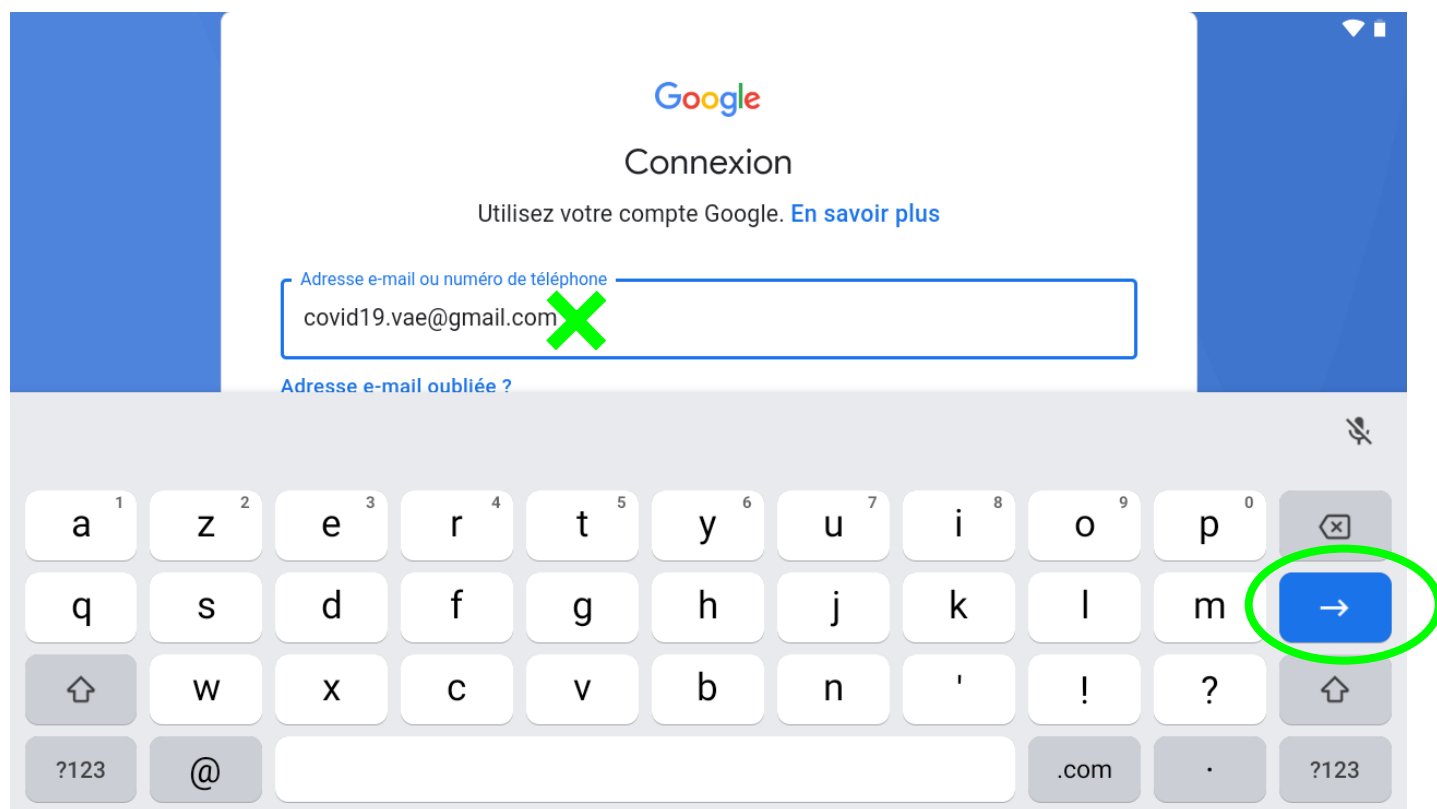 Google
Connexion
Utilisez votre compte Google. En savoir plus
Adresse e-mail ou numéro de téléphone
covid19.vae@gmail.com
Adresse e-mail oubliée ?
a 1 z 2 e 3 r 4 t 5 y 6 u 7 i 8 o 9 p 0
q s d f g h j k l m
w x c v b n ' ! ?
?123 @ .com . ?123